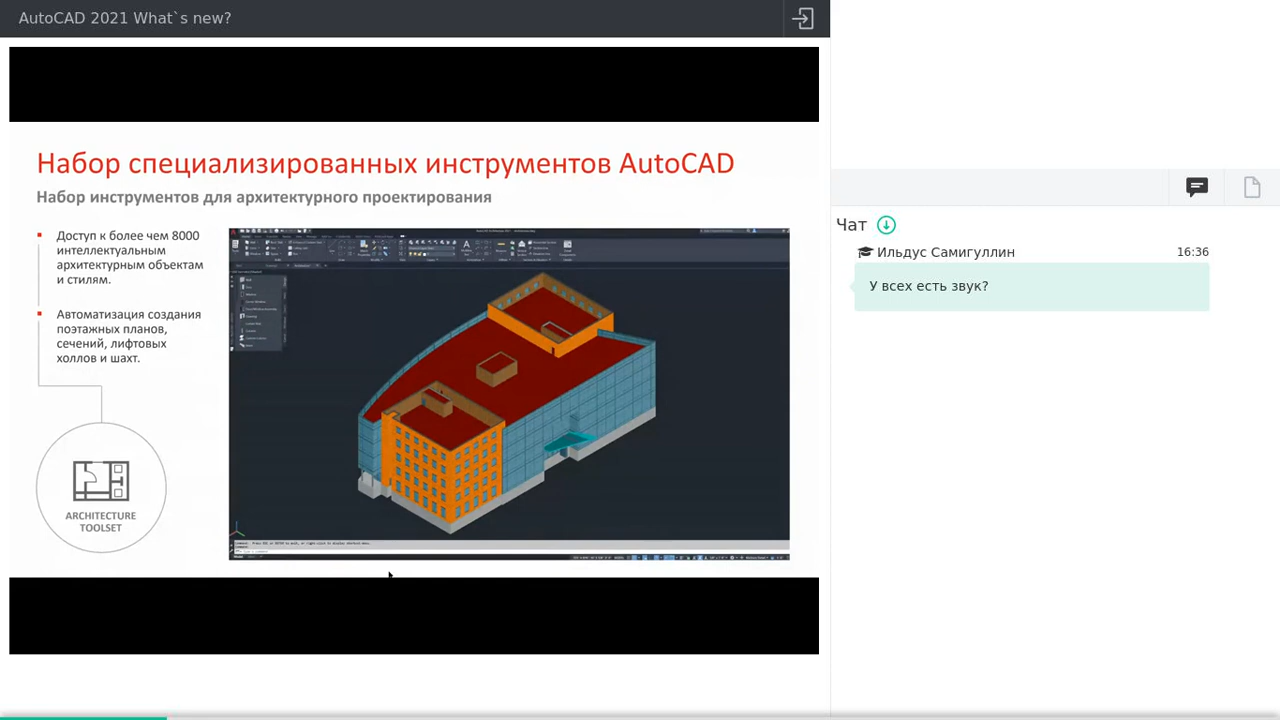 AutoCAD 2021 What`s new?
Набор специализированных инструментов AutoCAD
Набор инструментов для архитектурного проектирования
Доступ к более чем 8000
интеллектуальным
архитектурным объектам
и стилям.
Автоматизация создания
поэтажных планов,
сечений, лифтовых
холлов и шахт.
ARCHITECTURE
TOOLSET
Чат
Ильдус Самигуллин
16:36
У всех есть звук?